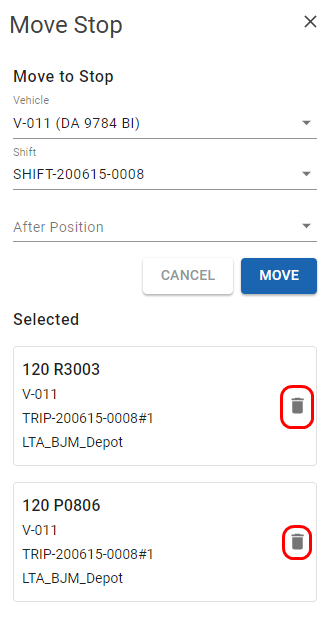 Move Stop
Move to Stop
Vehicle
V-011 (DA 9784 BI)
Shift
SHIFT-200615-0008
After Position
CANCEL
MOVE
Selected
120 R3003
V-011
TRIP-200615-0008#1
LTA_BJM_Depot
120 P0806
V-011
TRIP-200615-0008#1
LTA_BJM_Depot